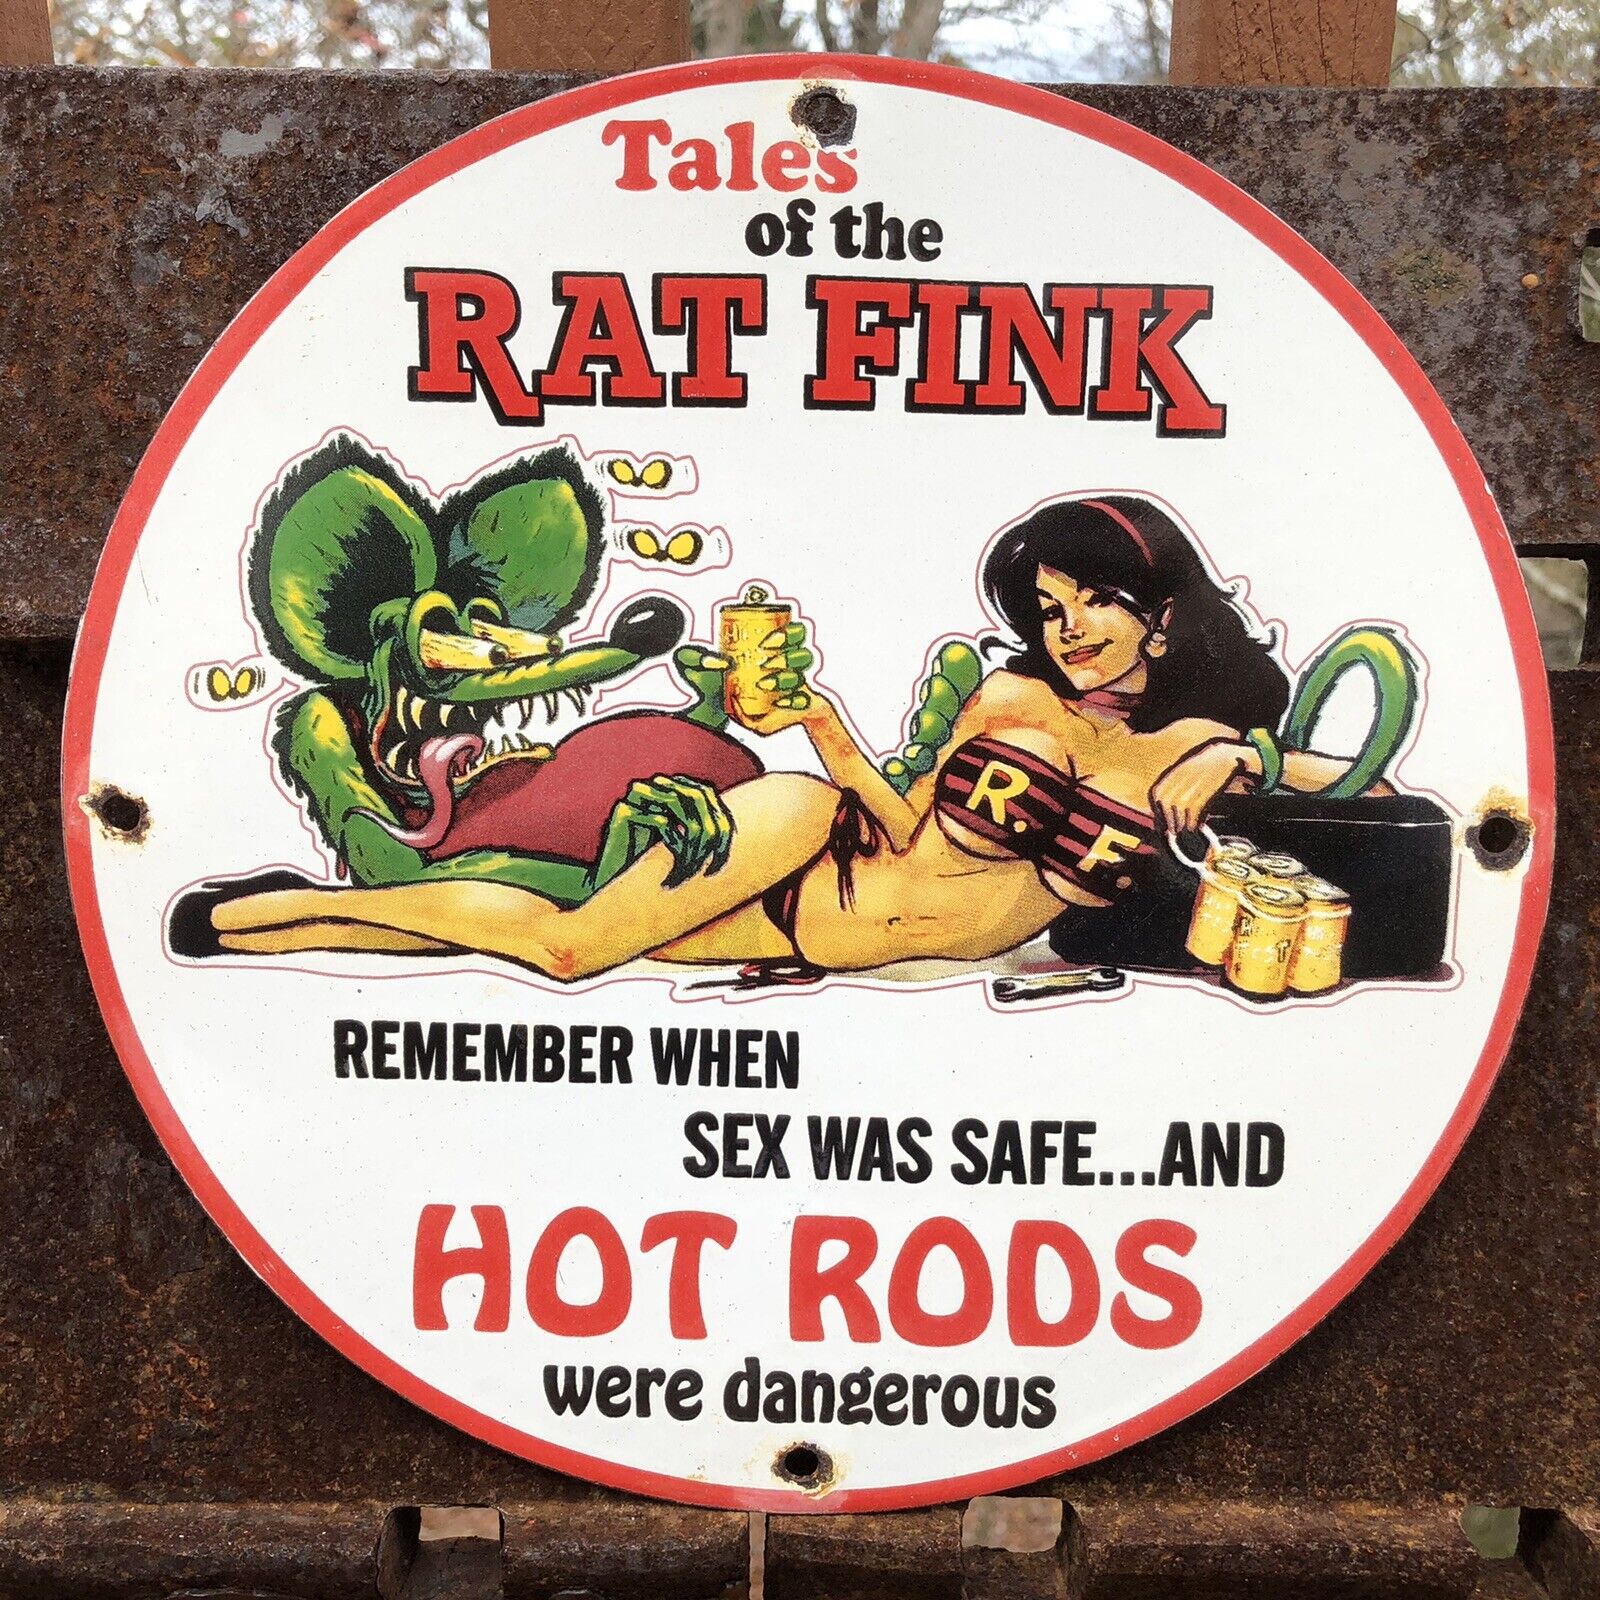 Tales
of the
RAT FINK
R. F.
REMEMBER WHEN
SEX WAS SAFE...AND
HOT RODS
were dangerous